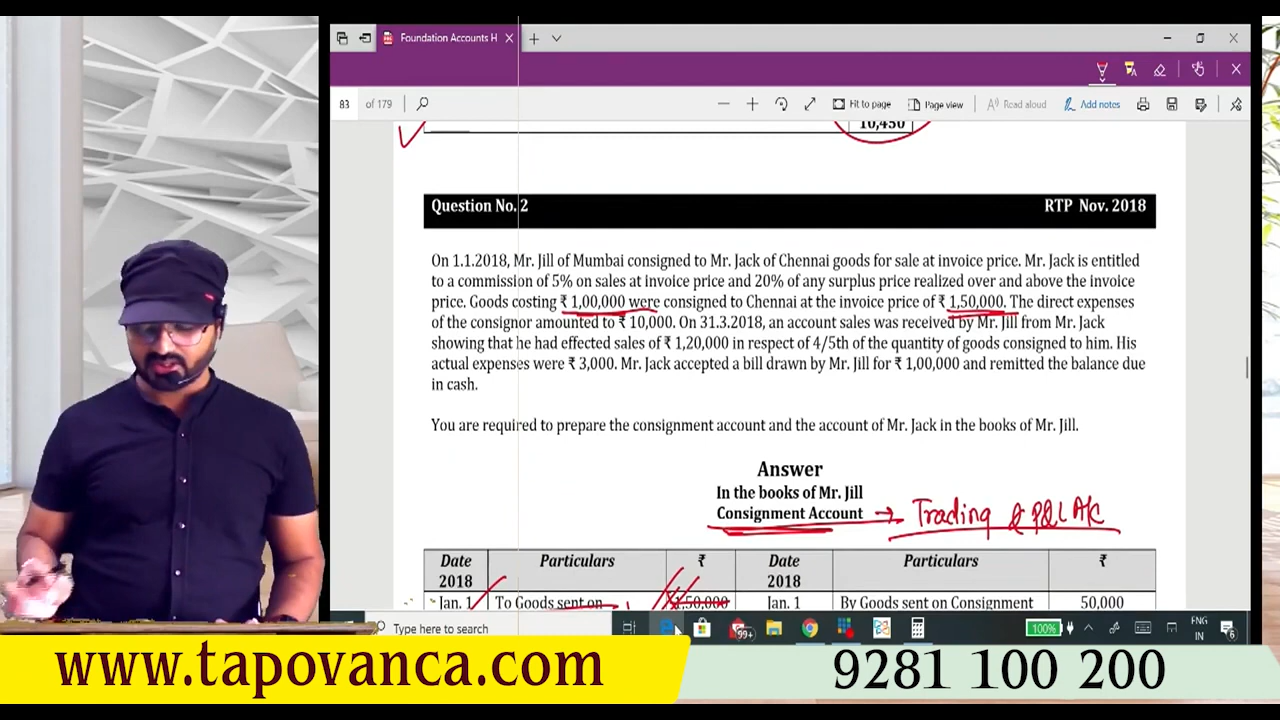 Foundation Accounts H
83 of 179
Fit to page
Page view
Read aloud
Add notes
10,450
Question No. 2 RTP Nov. 2018
On 1.1.2018, Mr. Jill of Mumbai consigned to Mr. Jack of Chennai goods for sale at invoice price. Mr. Jack is entitled
to a commission of 5% on sales at invoice price and 20% of any surplus price realized over and above the invoice
price. Goods costing ₹ 1,00,000 were consigned to Chennai at the invoice price of ₹ 1,50,000. The direct expenses
of the consignor amounted to ₹ 10,000. On 31.3.2018, an account sales was received by Mr. Jill from Mr. Jack
showing that he had effected sales of ₹ 1,20,000 in respect of 4/5th of the quantity of goods consigned to him. His
actual expenses were ₹ 3,000. Mr. Jack accepted a bill drawn by Mr. Jill for ₹ 1,00,000 and remitted the balance due
in cash.
You are required to prepare the consignment account and the account of Mr. Jack in the books of Mr. Jill.
Answer
In the books of Mr. Jill
Consignment Account → Trading & P&L A/c
Date Particulars ₹ Date Particulars ₹
2018 2018
Jan. 1 To Goods sent on 1,50,000 Jan. 1 By Goods sent on Consignment 50,000
Type here to search
99+
100%
ENG
IN
6
www.tapovanca.com
9281 100 200